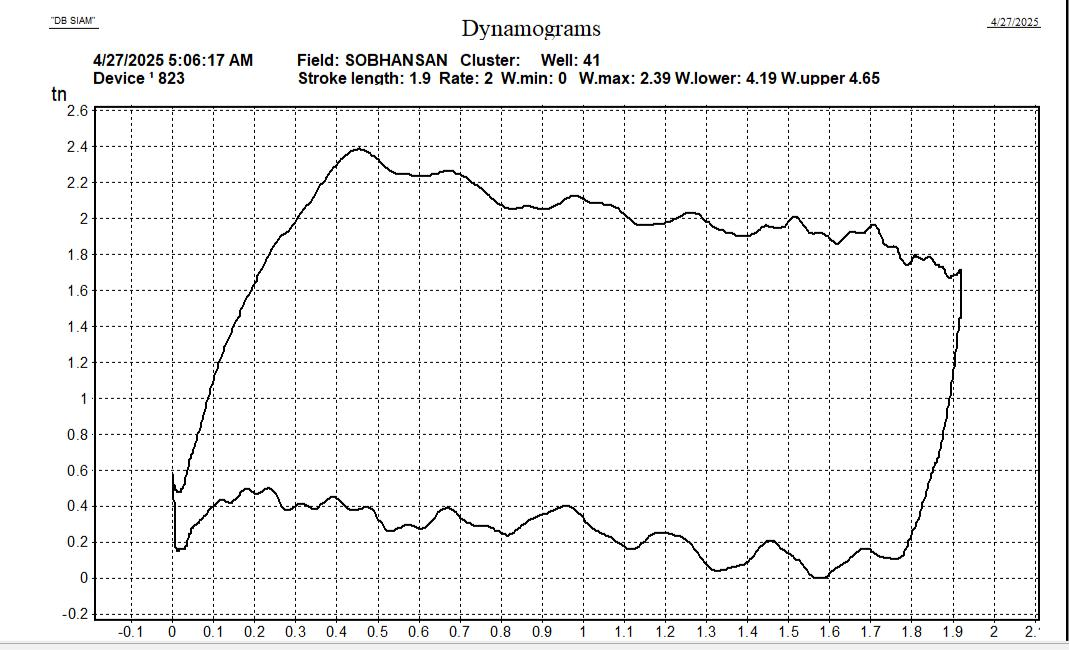 "DB SIAM"
Dynamograms
4/27/2025
4/27/2025 5:06:17 AM Field: SOBHANSAN Cluster: Well: 41
Device ¹ 823 Stroke length: 1.9 Rate: 2 W.min: 0 W.max: 2.39 W.lower: 4.19 W.upper 4.65
tn
2.6
2.4
2.2
2
1.8
1.6
1.4
1.2
1
0.8
0.6
0.4
0.2
0
-0.2
-0.1 0 0.1 0.2 0.3 0.4 0.5 0.6 0.7 0.8 0.9 1 1.1 1.2 1.3 1.4 1.5 1.6 1.7 1.8 1.9 2 2.